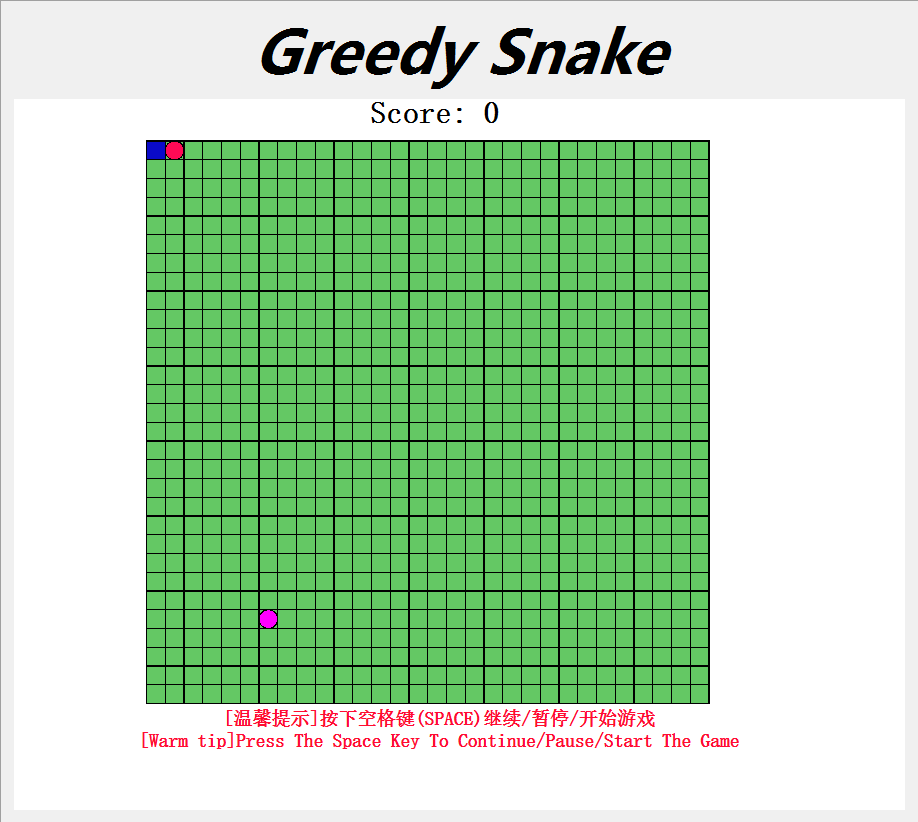 Greedy Snake
Score: 0
[温馨提示]按下空格键(SPACE)继续/暂停/开始游戏
[Warm tip]Press The Space Key To Continue/Pause/Start The Game